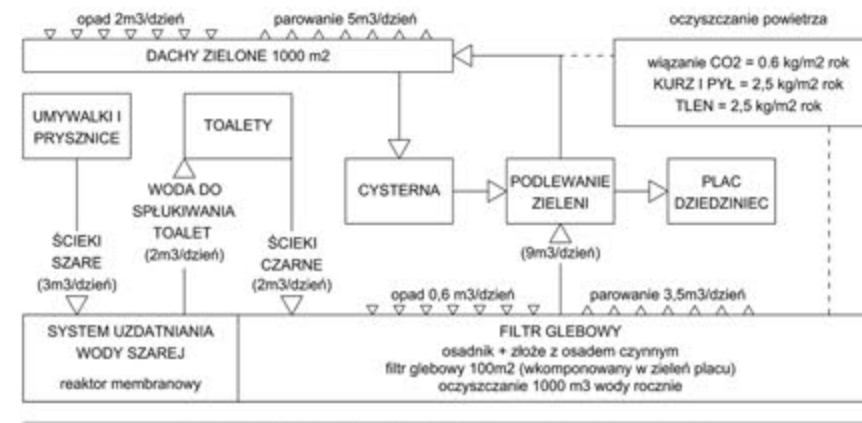 opad 2m3/dzień
parowanie 5m3/dzień
oczyszczanie powietrza
DACHY ZIELONE 1000 m2
wiązanie CO2 = 0.6 kg/m2 rok
KURZ I PYŁ = 2,5 kg/m2 rok
TLEN = 2,5 kg/m2 rok
UMYWALKI I
PRYSZNICE
TOALETY
CYSTERNA
PODLEWANIE
ZIELENI
PLAC
DZIEDZINIEC
WODA DO
SPŁUKIWANIA
TOALET
(2m3/dzień)
ŚCIEKI
SZARE
(3m3/dzień)
ŚCIEKI
CZARNE
(2m3/dzień)
(9m3/dzień)
opad 0,6 m3/dzień
parowanie 3,5m3/dzień
SYSTEM UZDATNIANIA
WODY SZAREJ
reaktor membranowy
FILTR GLEBOWY
osadnik + złoże z osadem czynnym
filtr glebowy 100m2 (wkomponowany w zieleń placu)
oczyszczanie 1000 m3 wody rocznie